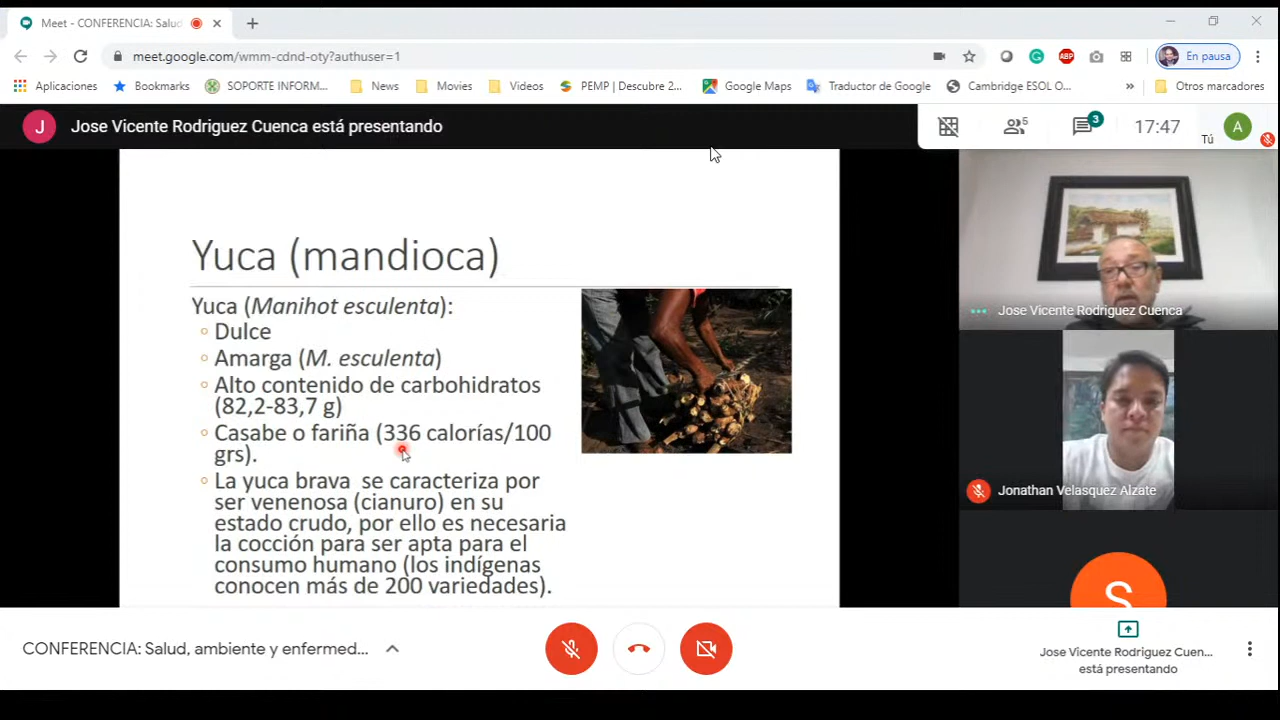 Meet - CONFERENCIA: Salud
meet.google.com/wmm-cdnd-oty?authuser=1
ABP
En pausa
Aplicaciones
Bookmarks
SOPORTE INFORM...
News
Movies
Videos
PEMP | Descubre 2...
Google Maps
Traductor de Google
Cambridge ESOL O...
»
Otros marcadores
J
Jose Vicente Rodriguez Cuenca está presentando
5
3
17:47
Tú
A
Yuca (mandioca)
Yuca (Manihot esculenta):
Dulce
Amarga (M. esculenta)
Alto contenido de carbohidratos
(82,2-83,7 g)
Casabe o fariña (336 calorías/100
grs).
La yuca brava se caracteriza por
ser venenosa (cianuro) en su
estado crudo, por ello es necesaria
la cocción para ser apta para el
consumo humano (los indígenas
conocen más de 200 variedades).
Jose Vicente Rodriguez Cuenca
Jonathan Velasquez Alzate
S
CONFERENCIA: Salud, ambiente y enfermed...
Jose Vicente Rodriguez Cuen...
está presentando